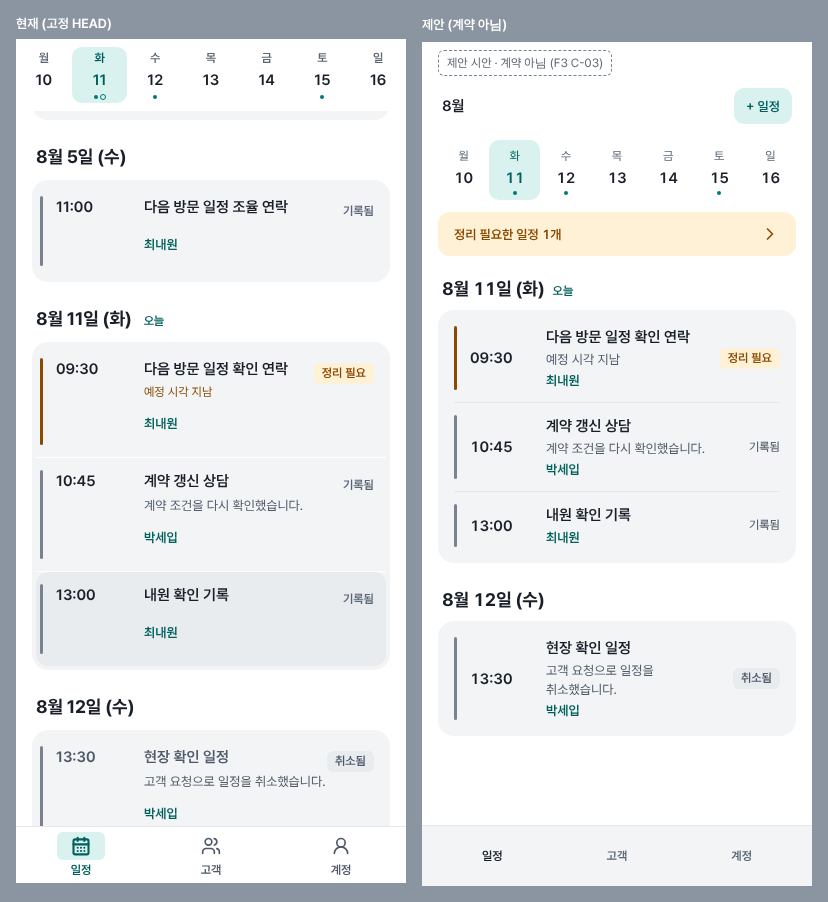 현재 (고정 HEAD)
월 화 수 목 금 토 일
10 11 12 13 14 15 16
8월 5일 (수)
11:00 다음 방문 일정 조율 연락 기록됨
최내원
8월 11일 (화) 오늘
09:30 다음 방문 일정 확인 연락 정리 필요
예정 시각 지남
최내원
10:45 계약 갱신 상담 기록됨
계약 조건을 다시 확인했습니다.
박세입
13:00 내원 확인 기록 기록됨
최내원
8월 12일 (수)
13:30 현장 확인 일정 취소됨
고객 요청으로 일정을 취소했습니다.
박세입
일정 고객 계정
제안 (계약 아님)
제안 시안 · 계약 아님 (F3 C-03)
8월 + 일정
월 화 수 목 금 토 일
10 11 12 13 14 15 16
정리 필요한 일정 1개
8월 11일 (화) 오늘
다음 방문 일정 확인 연락
09:30 예정 시각 지남 정리 필요
최내원
계약 갱신 상담
10:45 계약 조건을 다시 확인했습니다. 기록됨
박세입
내원 확인 기록
13:00 기록됨
최내원
8월 12일 (수)
현장 확인 일정
고객 요청으로 일정을
13:30 취소됨
취소했습니다.
박세입
일정 고객 계정